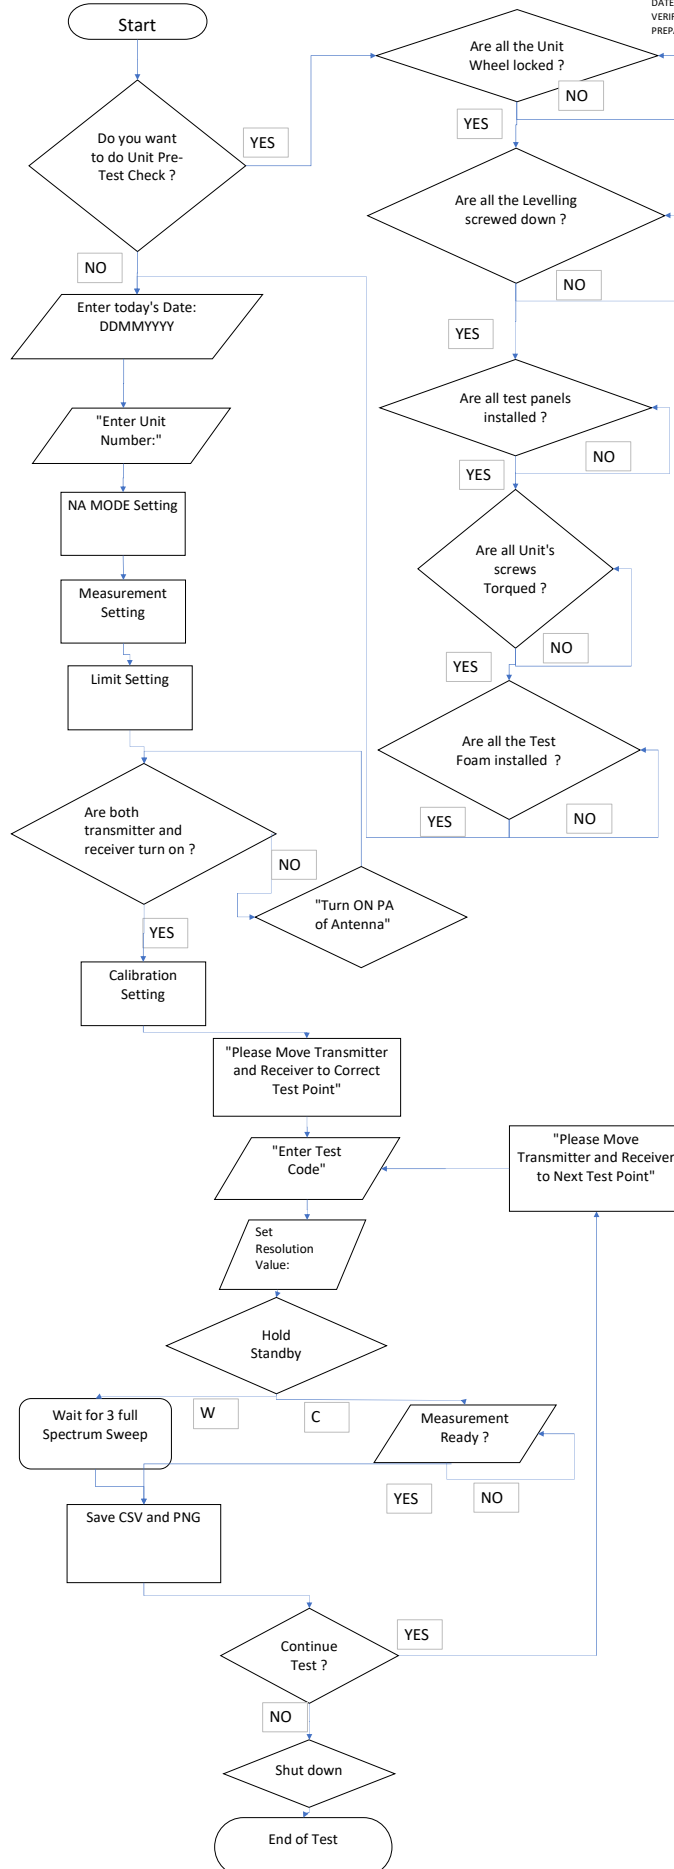 DATE
Start
Are all the Unit
Wheel locked ?
NO
YES
Do you want
to do Unit Pre-
Test Check ?
YES
Are all the Levelling
screwed down ?
NO
NO
Enter today's Date:
DDMMYYYY
YES
Are all test panels
installed ?
"Enter Unit
Number:"
NO
YES
NA MODE Setting
Are all Unit's
screws
Torqued ?
Measurement
Setting
NO
YES
Limit Setting
Are all the Test
Foam installed ?
Are both
transmitter and
receiver turn on ?
YES
NO
NO
"Turn ON PA
of Antenna"
YES
Calibration
Setting
"Please Move Transmitter
and Receiver to Correct
Test Point"
"Enter Test
Code"
"Please Move
Transmitter and Receiver
to Next Test Point"
Set
Resolution
Value:
Hold
Standby
Wait for 3 full
Spectrum Sweep
W
C
Measurement
Ready ?
YES
NO
Save CSV and PNG
Continue
Test ?
YES
NO
Shut down
End of Test